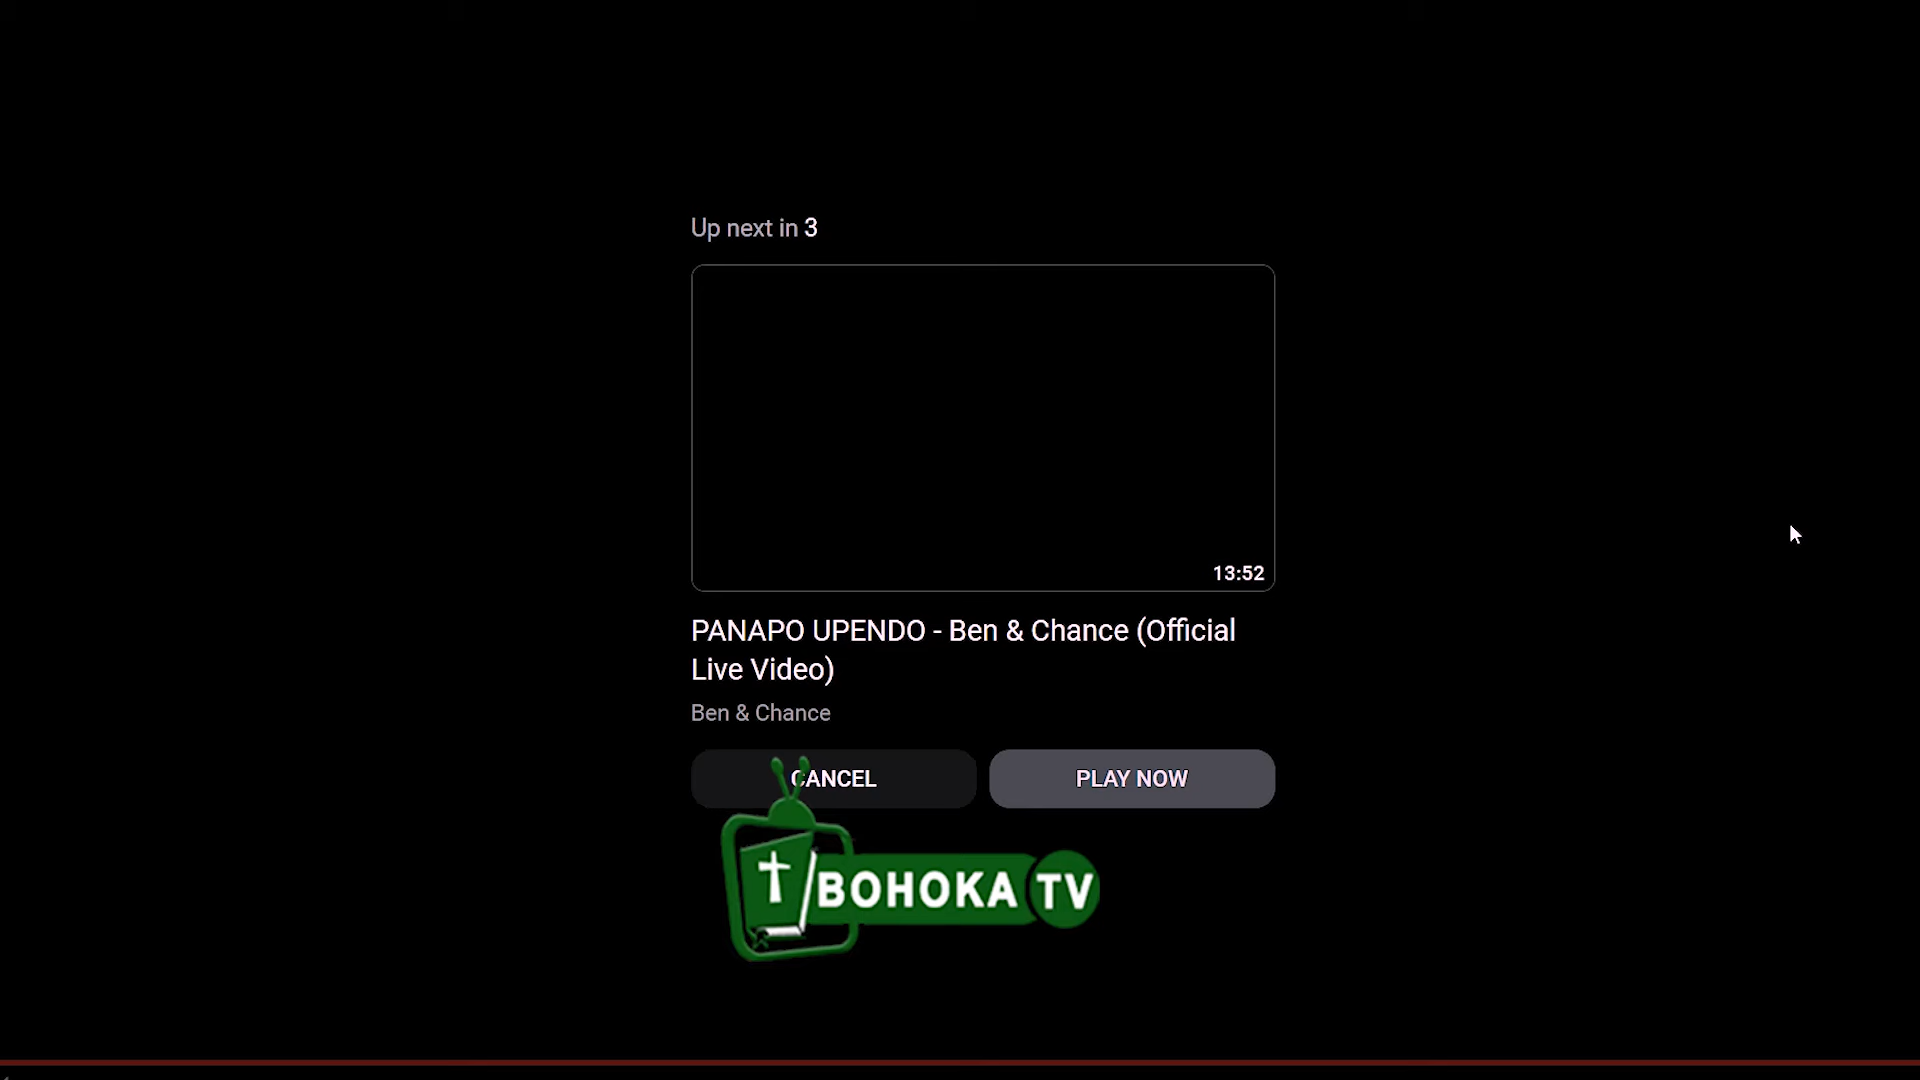 Up next in 3
13:52
PANAPO UPENDO - Ben & Chance (Official
Live Video)
Ben & Chance
CANCEL
PLAY NOW
BOHOKA TV